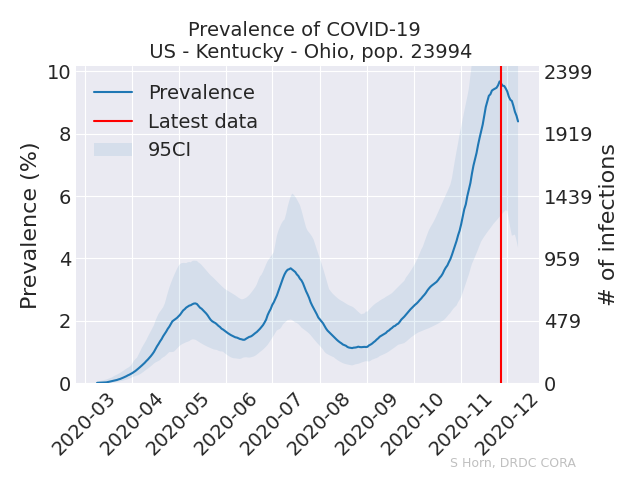 Prevalence of COVID-19
US - Kentucky - Ohio, pop. 23994
Prevalence (%)
10
8
6
4
2
0
Prevalence
Latest data
95CI
2399
1919
1439
959
479
0
# of infections
2020-03
2020-04
2020-05
2020-06
2020-07
2020-08
2020-09
2020-10
2020-11
2020-12
S Horn, DRDC CORA